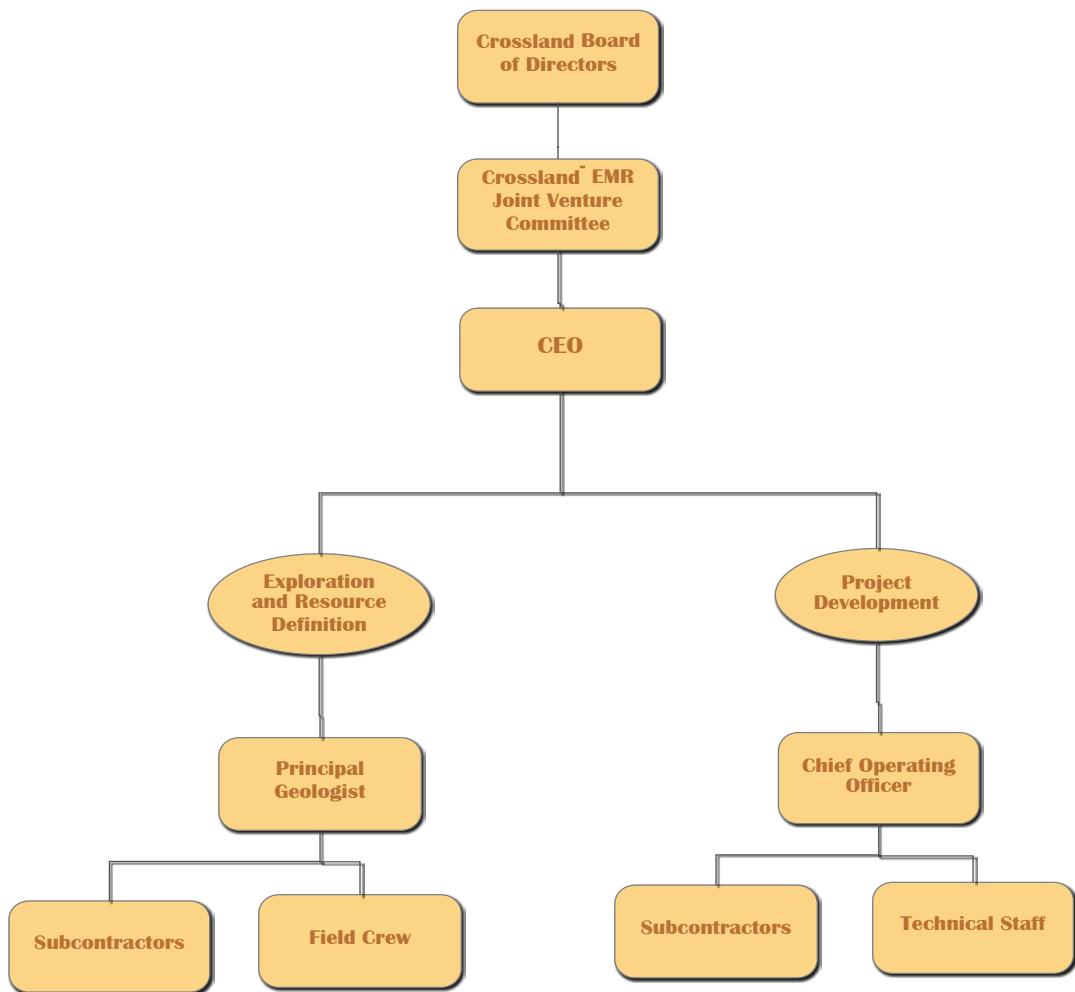 Crossland Board
of Directors
Crossland- EMR
Joint Venture
Committee
CEO
Exploration
and Resource
Definition
Project
Development
Principal
Geologist
Chief Operating
Officer
Subcontractors
Field Crew
Subcontractors
Technical Staff